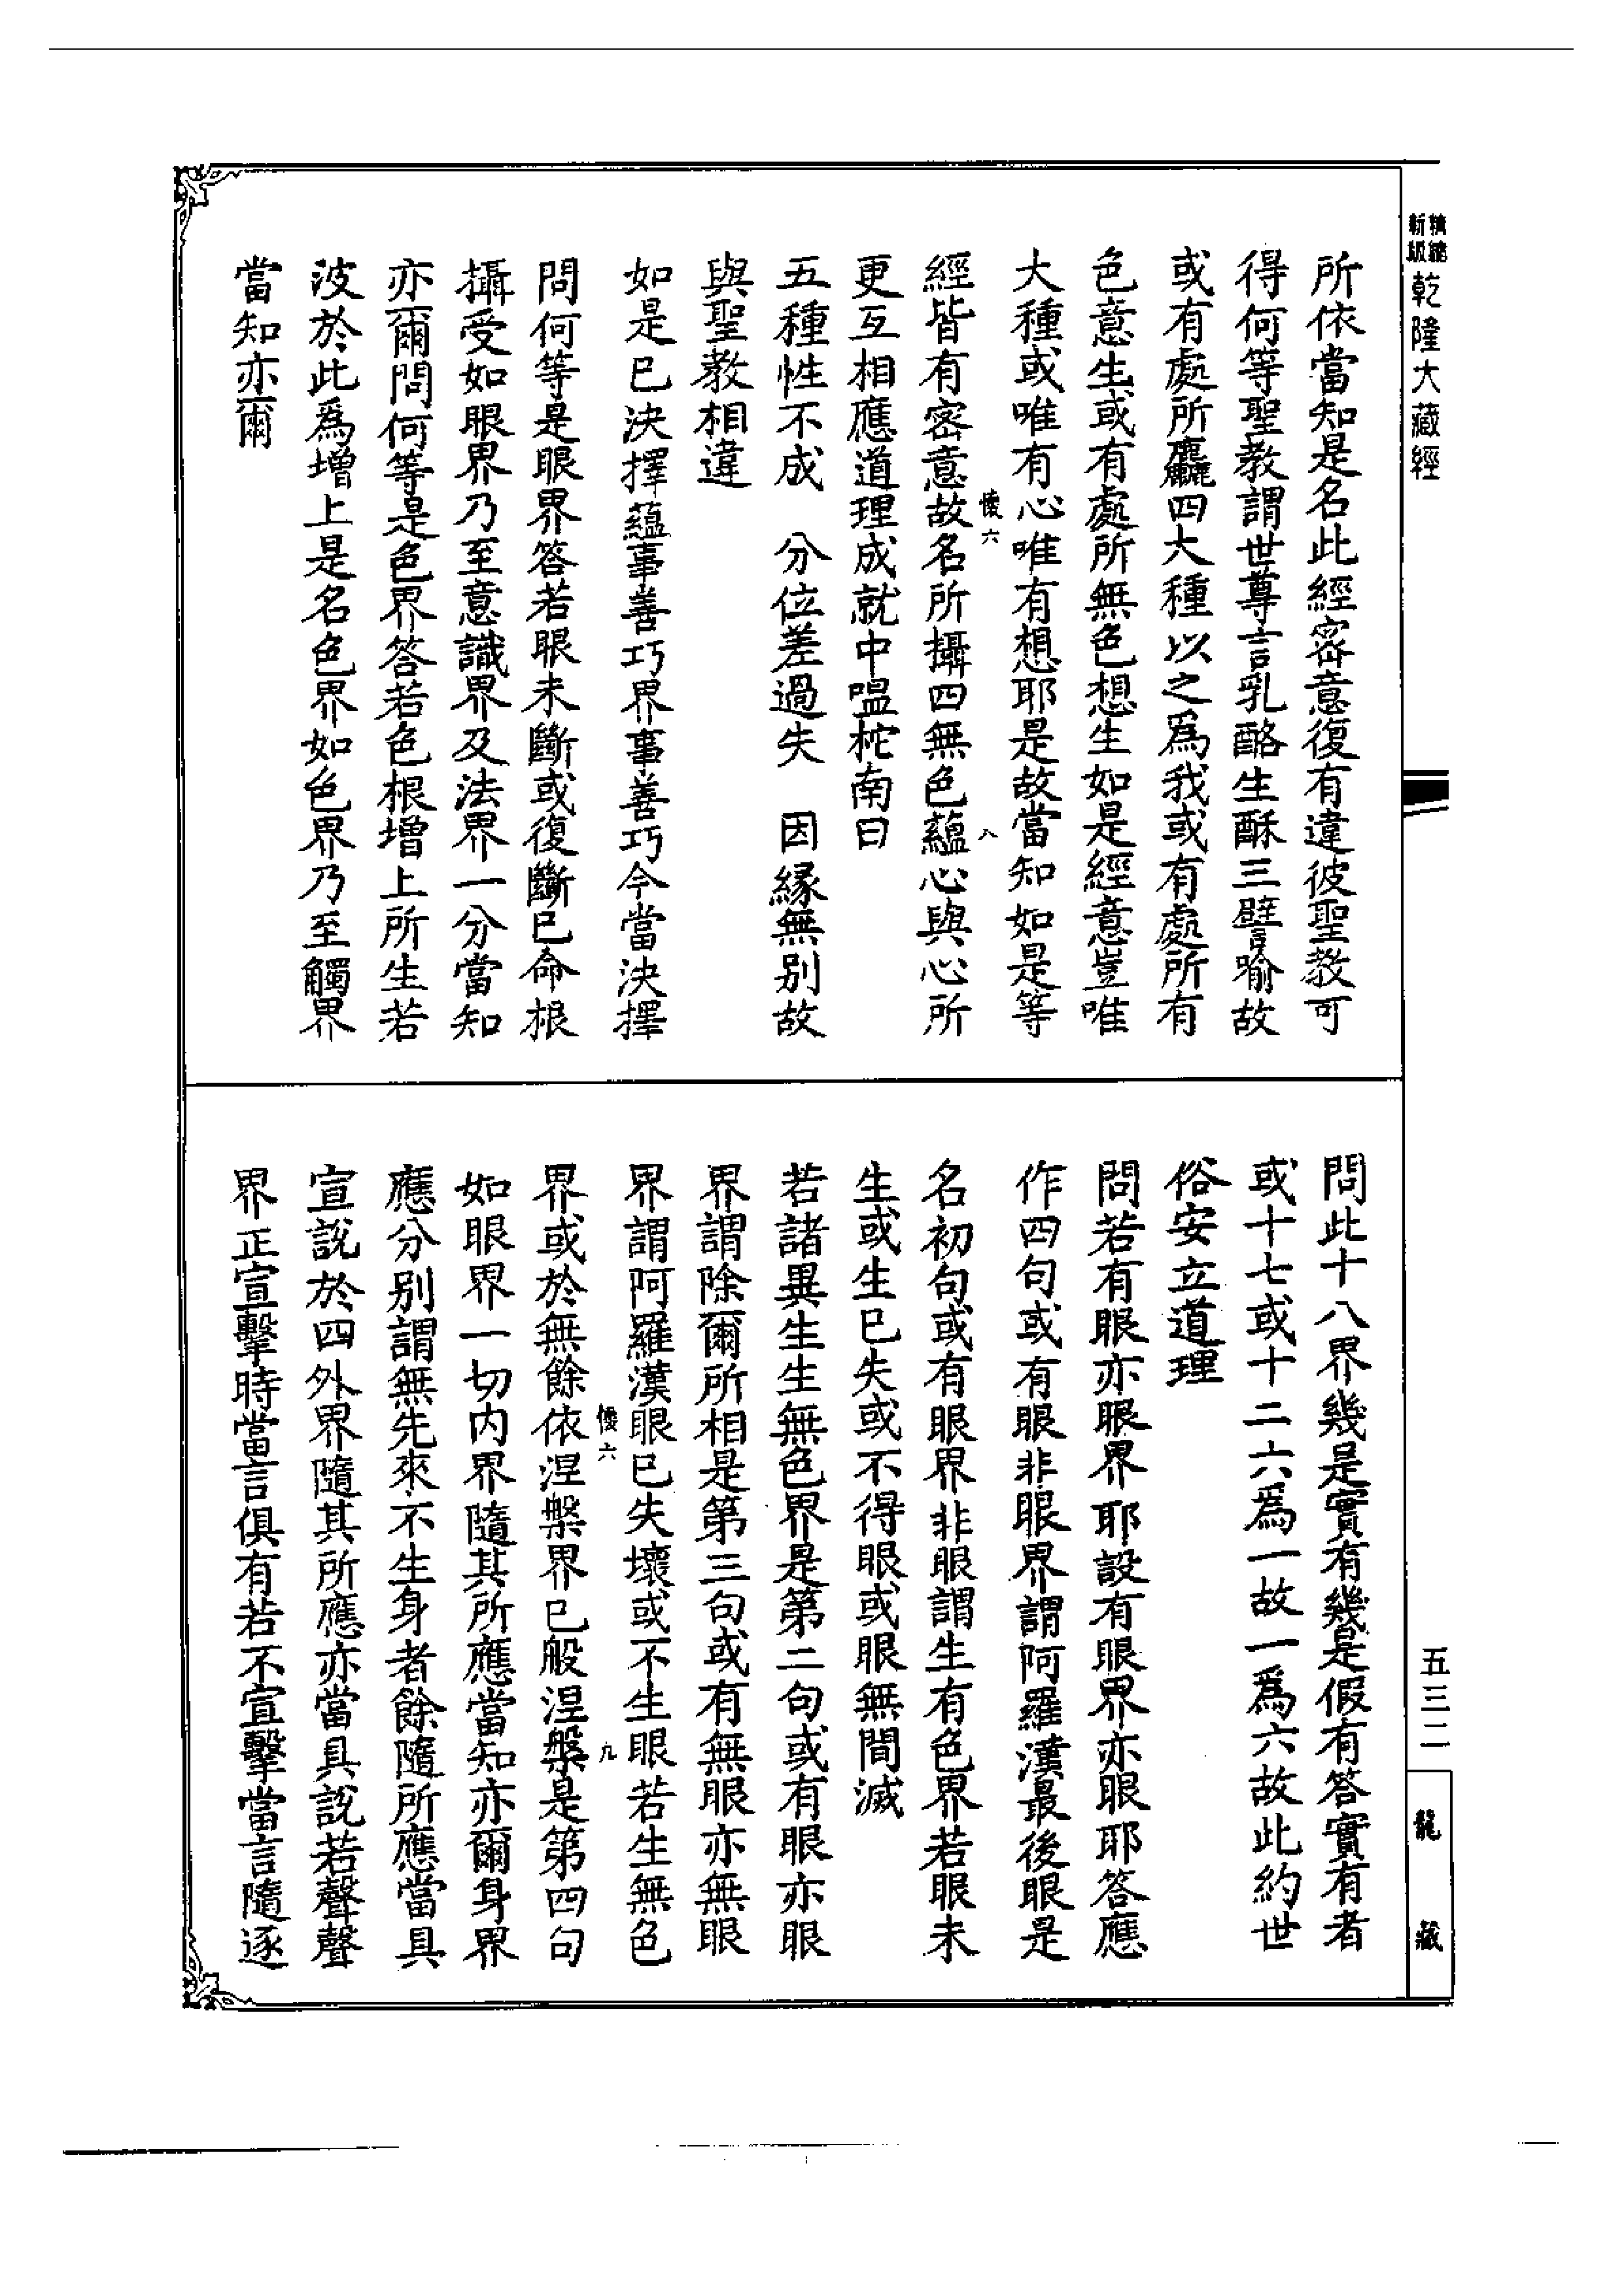 精縮
新版
乾隆大藏經
所依當知是名此經密意復有違彼聖教可
得何等聖教謂世尊言乳酪生酥三譬喻故
或有處所麤四大種以之爲我或有處所有
色意生或有處所無色想生如是經意豈唯
大種或唯有心唯有想耶是故當知如是等
懷六 八
經皆有密意故名所攝四無色蘊心與心所
更互相應道理成就中嗢柁南曰
五種性不成 分位差過失 因緣無別故
與聖教相違
如是已決擇蘊事善巧界事善巧今當決擇
問何等是眼界答若眼未斷或復斷已命根
攝受如眼界乃至意識界及法界一分當知
亦爾問何等是色界答若色根增上所生若
波於此爲增上是名色界如色界乃至觸界
當知亦爾
問此十八界幾是實有幾是假有答實有者
或十七或十二六爲一故一爲六故此約世
俗安立道理
問若有眼亦眼界耶設有眼界亦眼耶答應
作四句或有眼非眼界謂阿羅漢最後眼是
名初句或有眼界非眼謂生有色界若眼未
生或生已失或不得眼或眼無間滅
若諸異生生無色界是第二句或有眼亦眼
界謂除爾所相是第三句或有無眼亦無眼
界謂阿羅漢眼已失壞或不生眼若生無色
懷六 九
界或於無餘依涅槃界已般涅槃是第四句
如眼界一切內界隨其所應當知亦爾身界
應分別謂無先來不生身者餘隨所應當具
宣說於四外界隨其所應亦當具說若聲聲
界正宣擊時當言俱有若不宣擊當言隨逐
五三二
龍藏